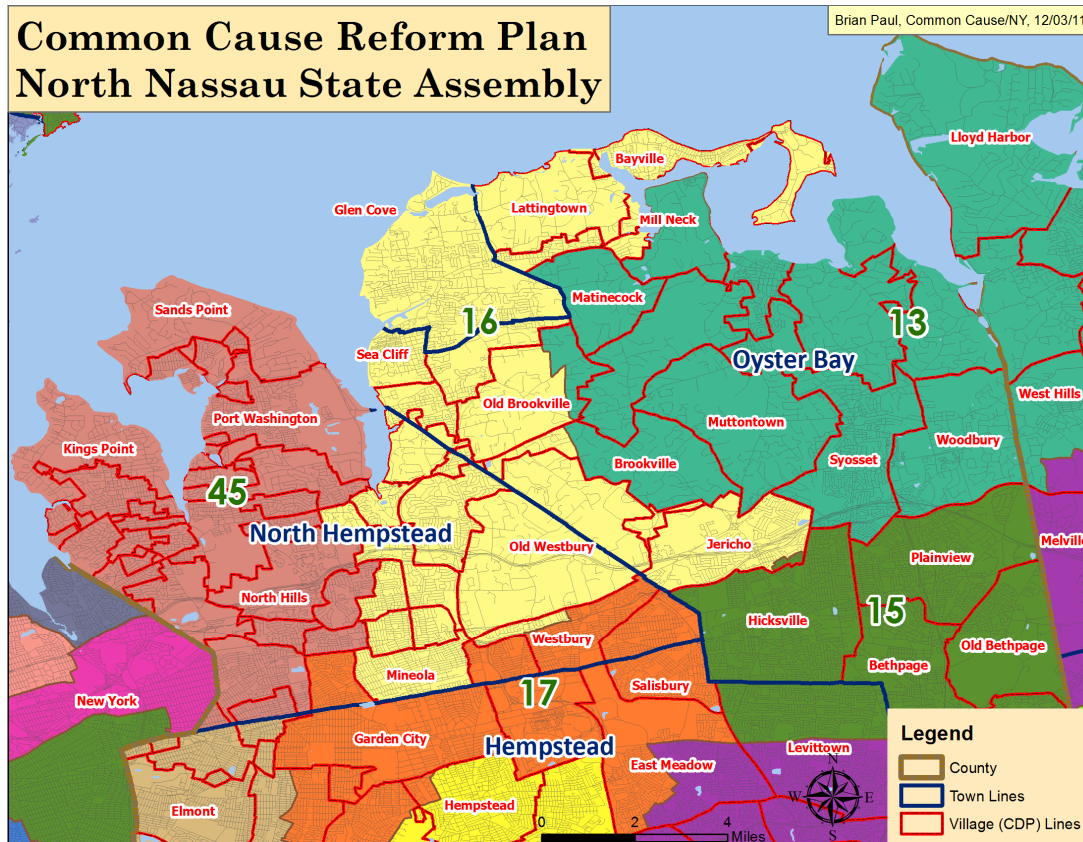 Common Cause Reform Plan
North Nassau State Assembly
Brian Paul, Common Cause/NY, 12/03/11
Lloyd Harbor
Bayville
Glen Cove
Lattingtown
Mill Neck
Matinecock
Sands Point
16
13
Sea Cliff
Oyster Bay
West Hills
Old Brookville
Port Washington
Muttontown
Kings Point
Woodbury
Brookville
Syosset
45
North Hempstead
Old Westbury
Jericho
Melville
Plainview
North Hills
Hicksville
15
Westbury
Old Bethpage
Bethpage
Mineola
Salisbury
New York
17
Garden City
Hempstead
Levittown
East Meadow
Elmont
Hempstead
Legend
County
Town Lines
Village (CDP) Lines
N
W
E
S
0
2
4
Miles